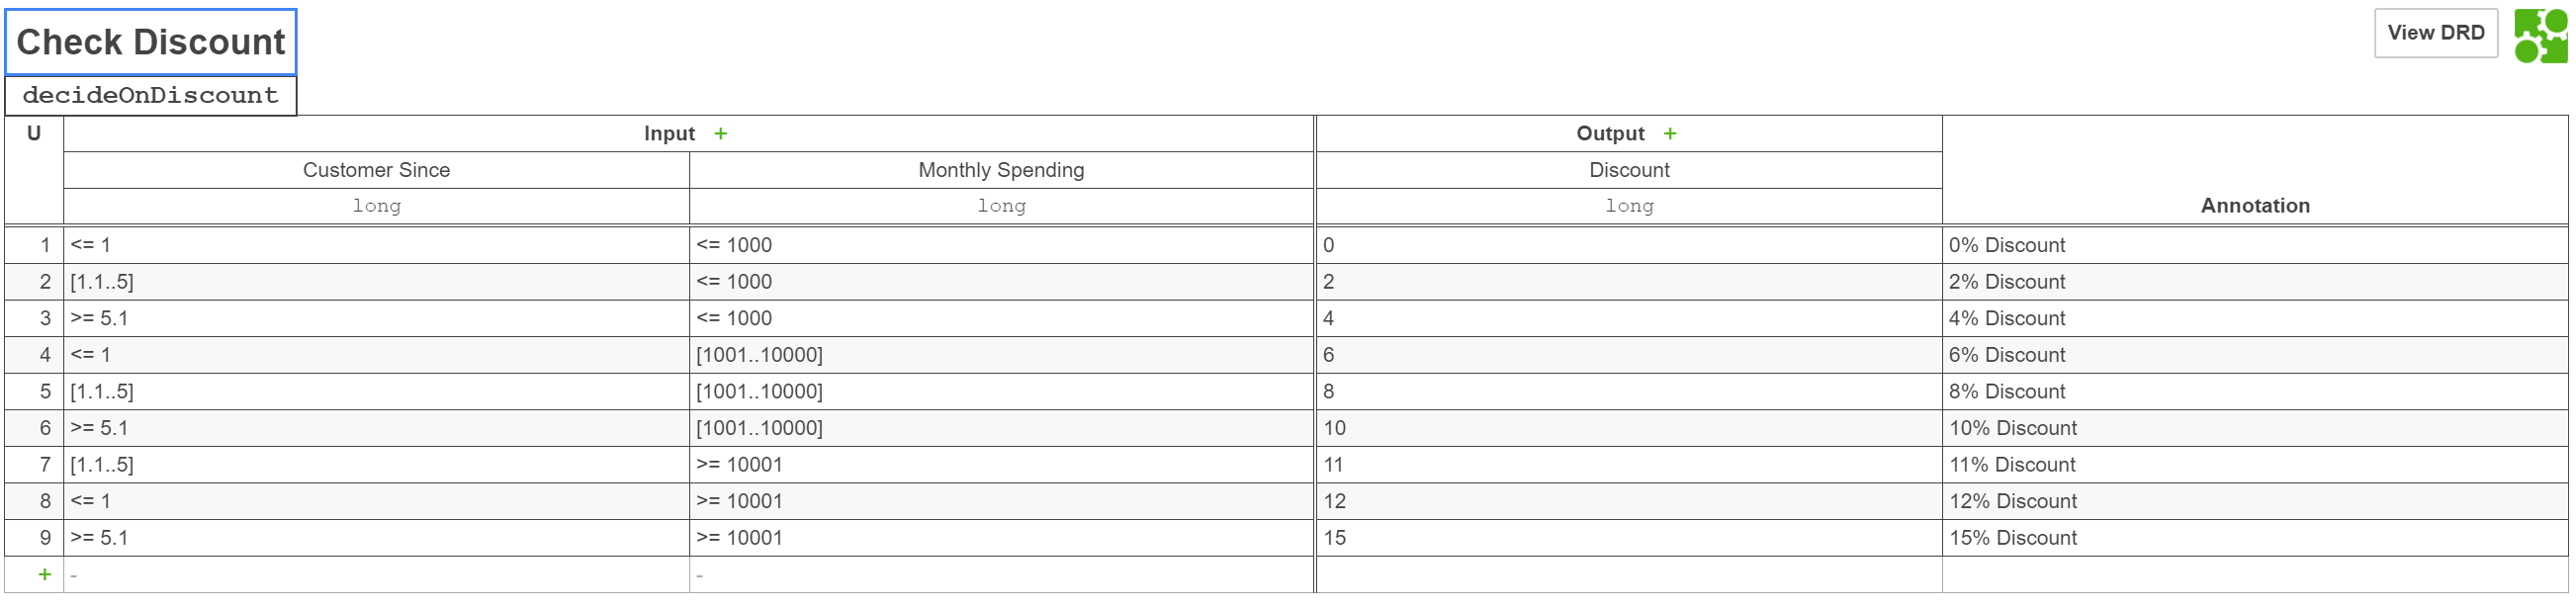 Check Discount
View DRD
decideOnDiscount
U Input + Output +
Customer Since Monthly Spending Discount
long long long Annotation
1 <= 1 <= 1000 0 0% Discount
2 [1.1..5] <= 1000 2 2% Discount
3 >= 5.1 <= 1000 4 4% Discount
4 <= 1 [1001..10000] 6 6% Discount
5 [1.1..5] [1001..10000] 8 8% Discount
6 >= 5.1 [1001..10000] 10 10% Discount
7 [1.1..5] >= 10001 11 11% Discount
8 <= 1 >= 10001 12 12% Discount
9 >= 5.1 >= 10001 15 15% Discount
+ - -